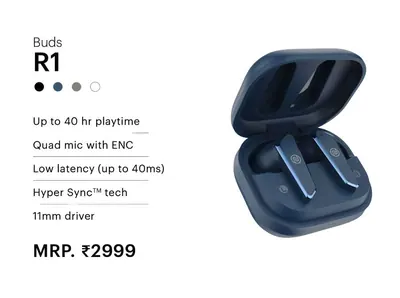 Buds
R1
Up to 40 hr playtime
Quad mic with ENC
Low latency (up to 40ms)
Hyper Sync™ tech
11mm driver
MRP. ₹2999